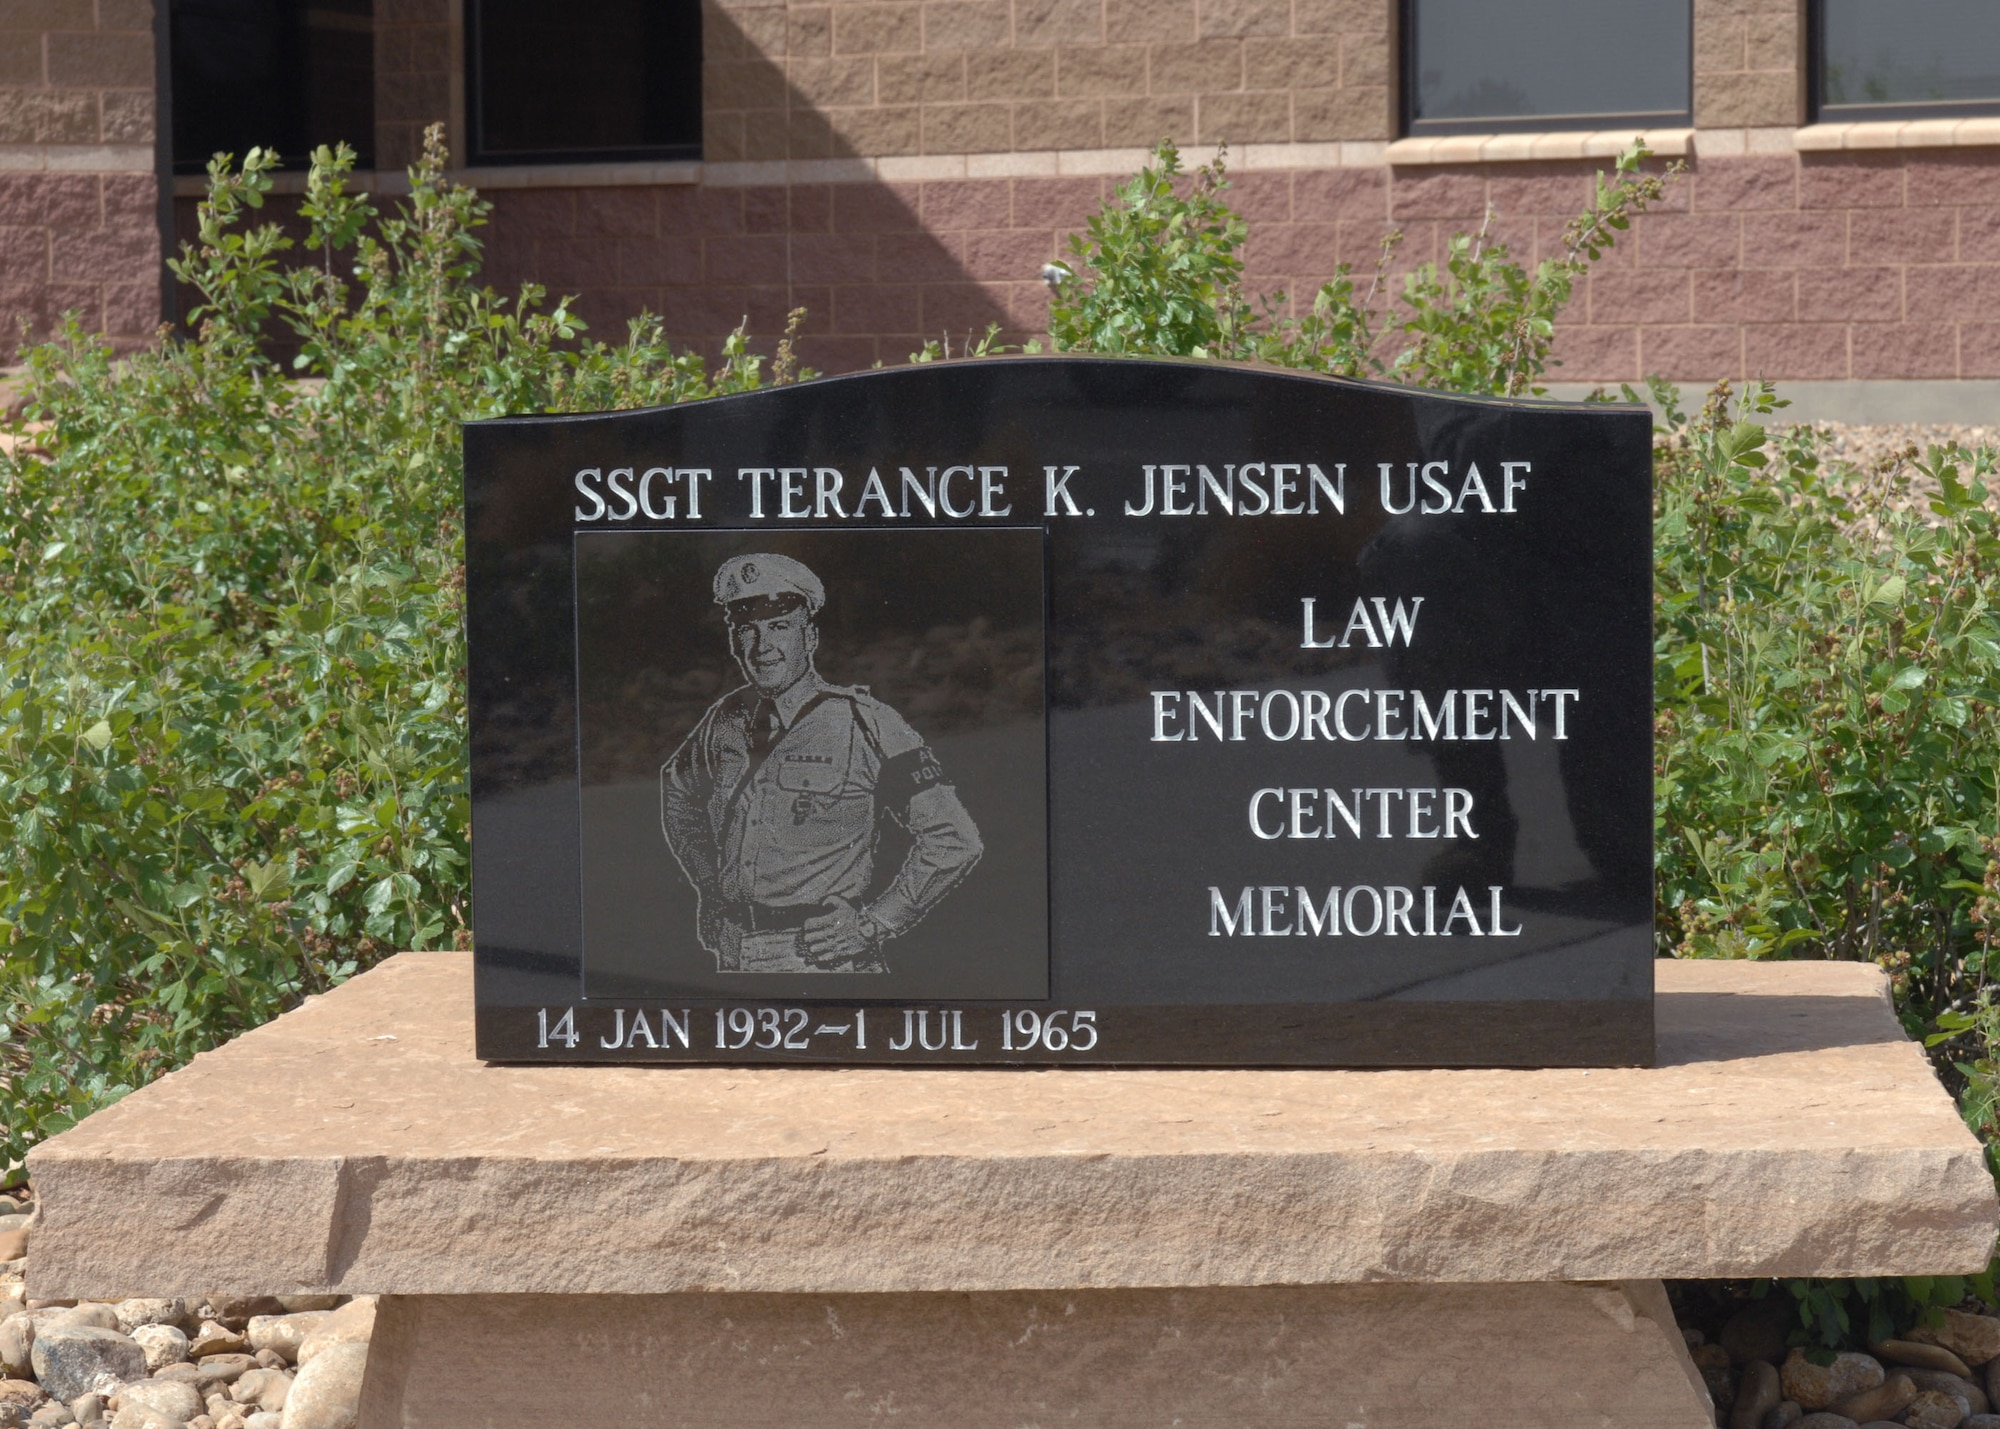 SSGT TERANCE K. JENSEN USAF
LAW
ENFORCEMENT
CENTER
MEMORIAL
14 JAN 1932~1 JUL 1965